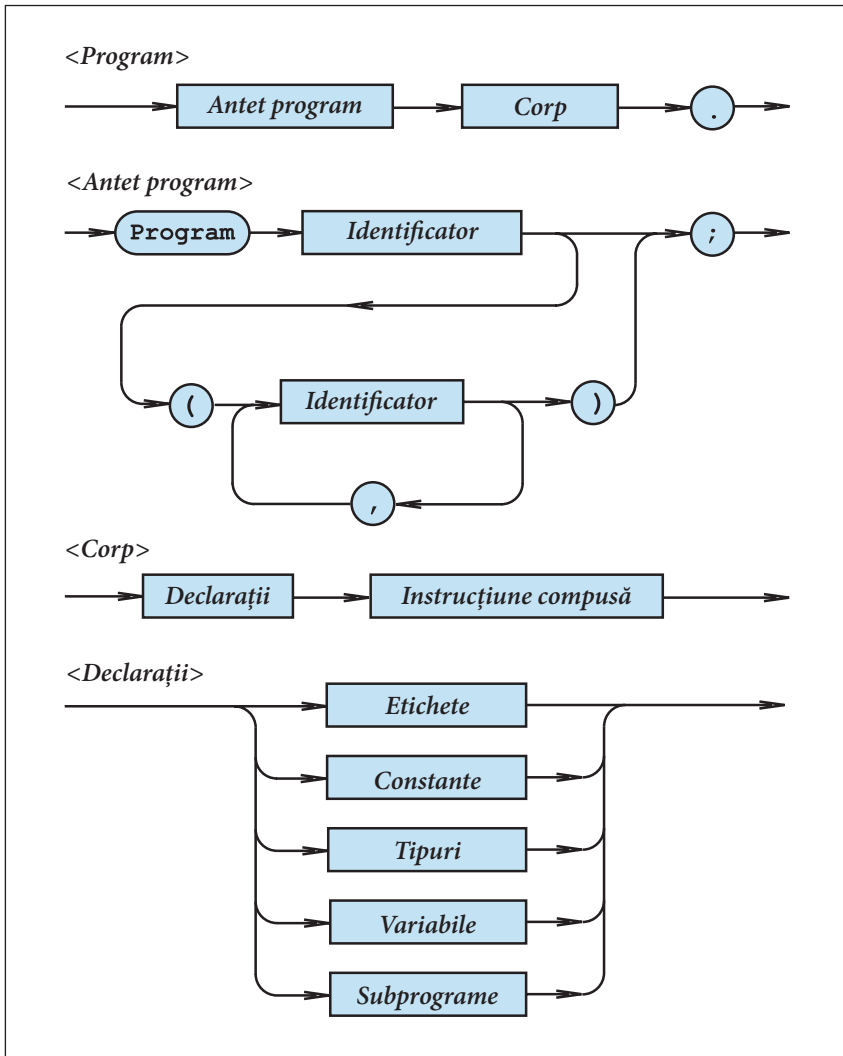 <Program>
Antet program Corp .
<Antet program>
Program Identificator ;
( Identificator )
,
<Corp>
Declarații Instrucțiune compusă
<Declarații>
Etichete
Constante
Tipuri
Variabile
Subprograme